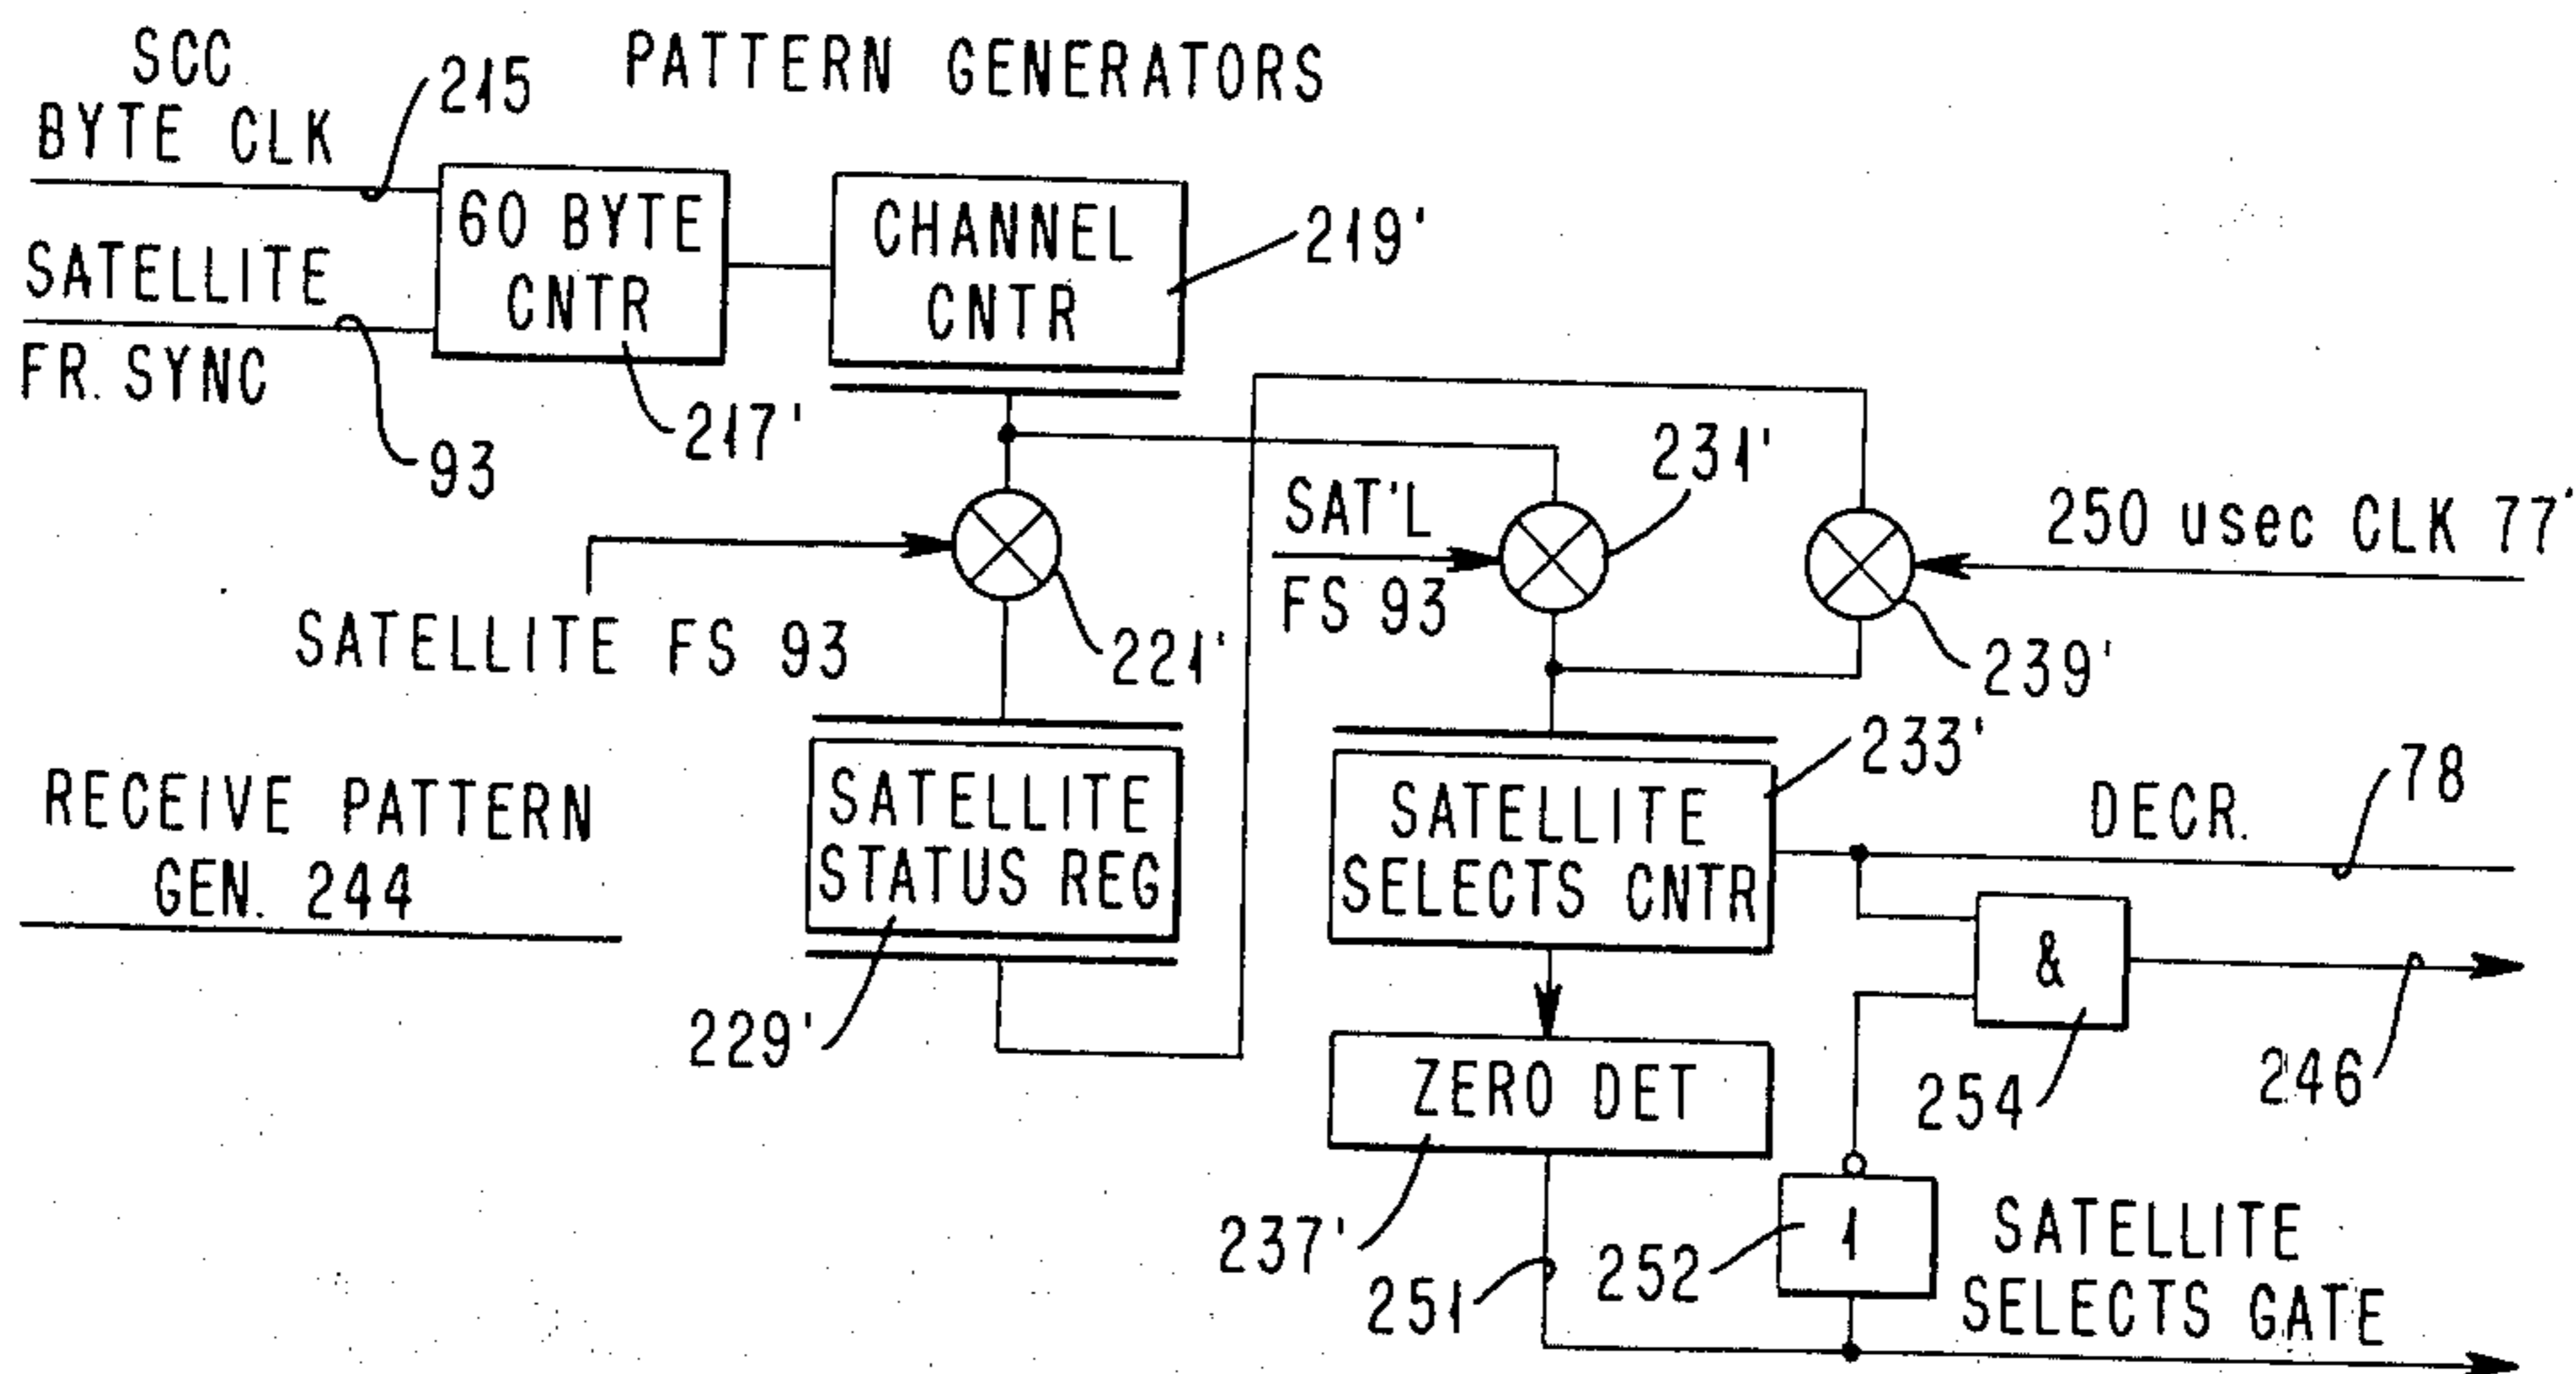 SCC
BYTE CLK
215
PATTERN GENERATORS
SATELLITE
FR. SYNC
93
60 BYTE
CNTR
217'
CHANNEL
CNTR
219'
SATELLITE FS 93
221'
SAT'L
FS 93
231'
250 usec CLK 77'
239'
RECEIVE PATTERN
GEN. 244
SATELLITE
STATUS REG
229'
SATELLITE
SELECTS CNTR
233'
DECR.
78
&
254
246
ZERO DET
237'
251
252
1
SATELLITE
SELECTS GATE